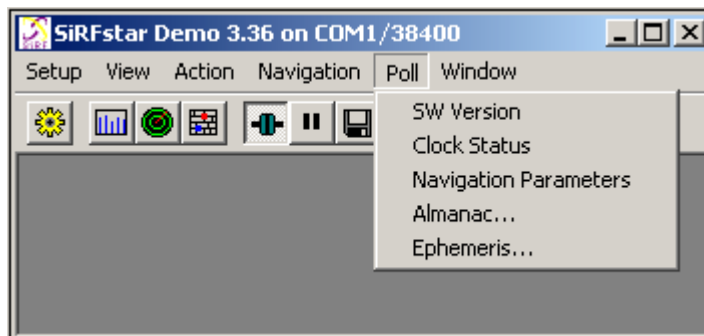 SiRFstar Demo 3.36 on COM1/38400
Setup View Action Navigation Poll Window
SW Version
Clock Status
Navigation Parameters
Almanac...
Ephemeris...